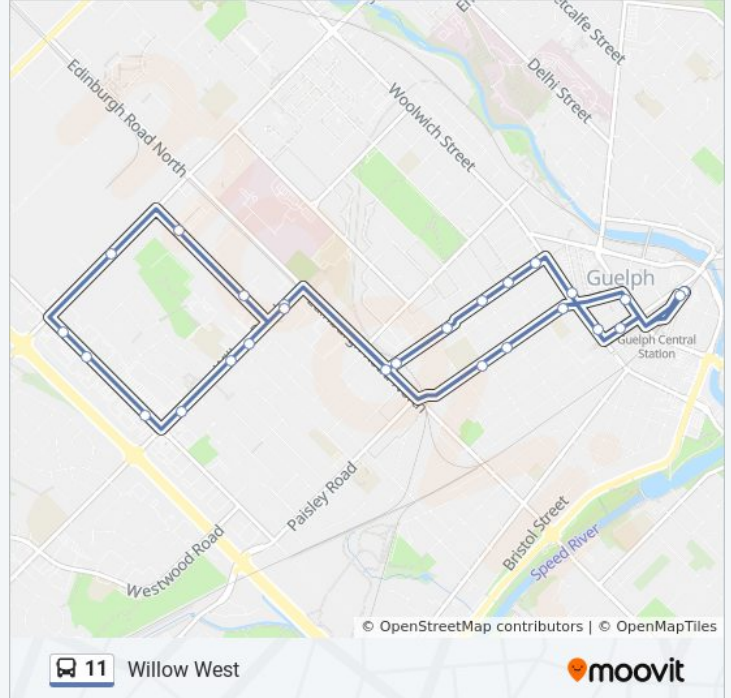 Metcalfe Street
Delhi Street
Edinburgh Road North
Woolwich Street
Guelph
Guelph Central
Station
Paisley Road
Bristol Street
Speed River
Westwood Road
© OpenStreetMap contributors | © OpenMapTiles
11 Willow West
moovit